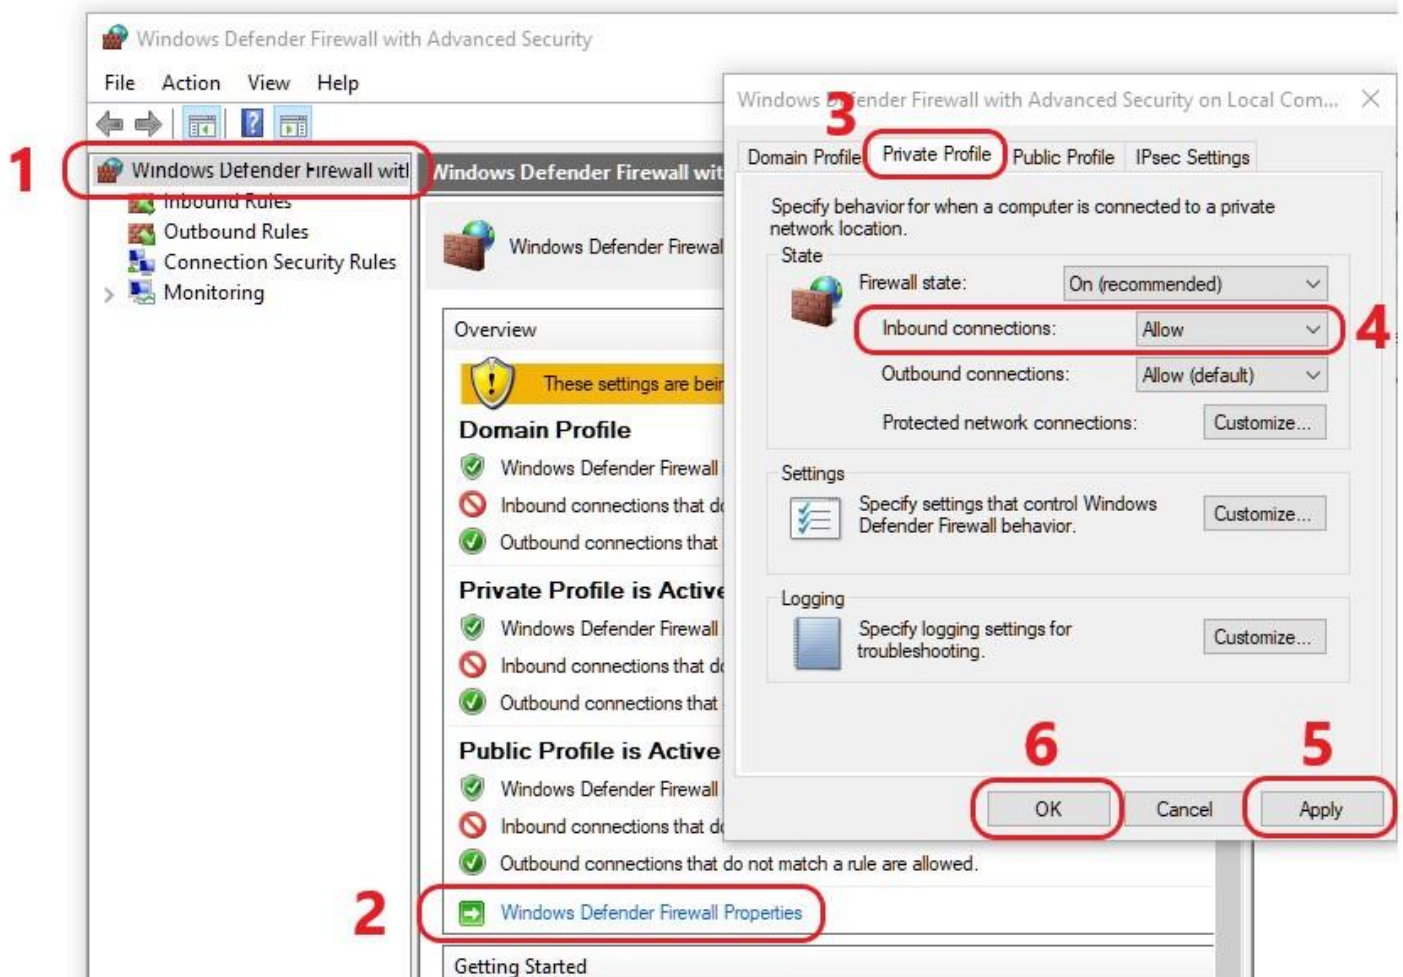 Windows Defender Firewall with Advanced Security
File Action View Help
1
Windows Defender Firewall witl
Inbound Rules
Outbound Rules
Connection Security Rules
Monitoring
Windows Defender Firewall wit
Windows Defender Firewal
Overview
These settings are bein
Domain Profile
Windows Defender Firewall
Inbound connections that do
Outbound connections that
Private Profile is Active
Windows Defender Firewall
Inbound connections that do
Outbound connections that
Public Profile is Active
Windows Defender Firewall
Inbound connections that do
Outbound connections that do not match a rule are allowed.
2
Windows Defender Firewall Properties
Getting Started
Windows Defender Firewall with Advanced Security on Local Com...
3
Domain Profile Private Profile Public Profile IPsec Settings
Specify behavior for when a computer is connected to a private
network location.
State
Firewall state: On (recommended)
Inbound connections: Allow
4
Outbound connections: Allow (default)
Protected network connections: Customize...
Settings
Specify settings that control Windows
Defender Firewall behavior.
Customize...
Logging
Specify logging settings for
troubleshooting.
Customize...
6 5
OK Cancel Apply